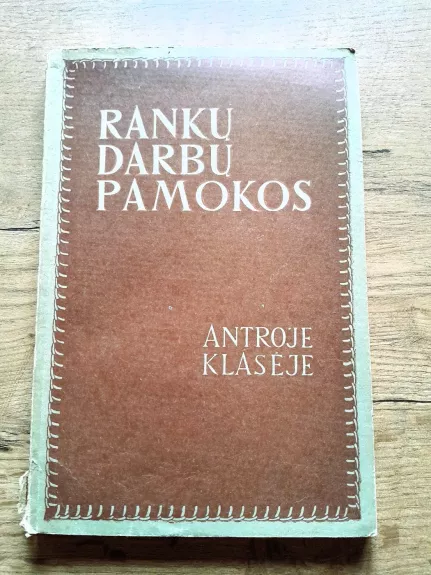 RANKŲ
DARBŲ
PAMOKOS
ANTROJE
KLASĖJE